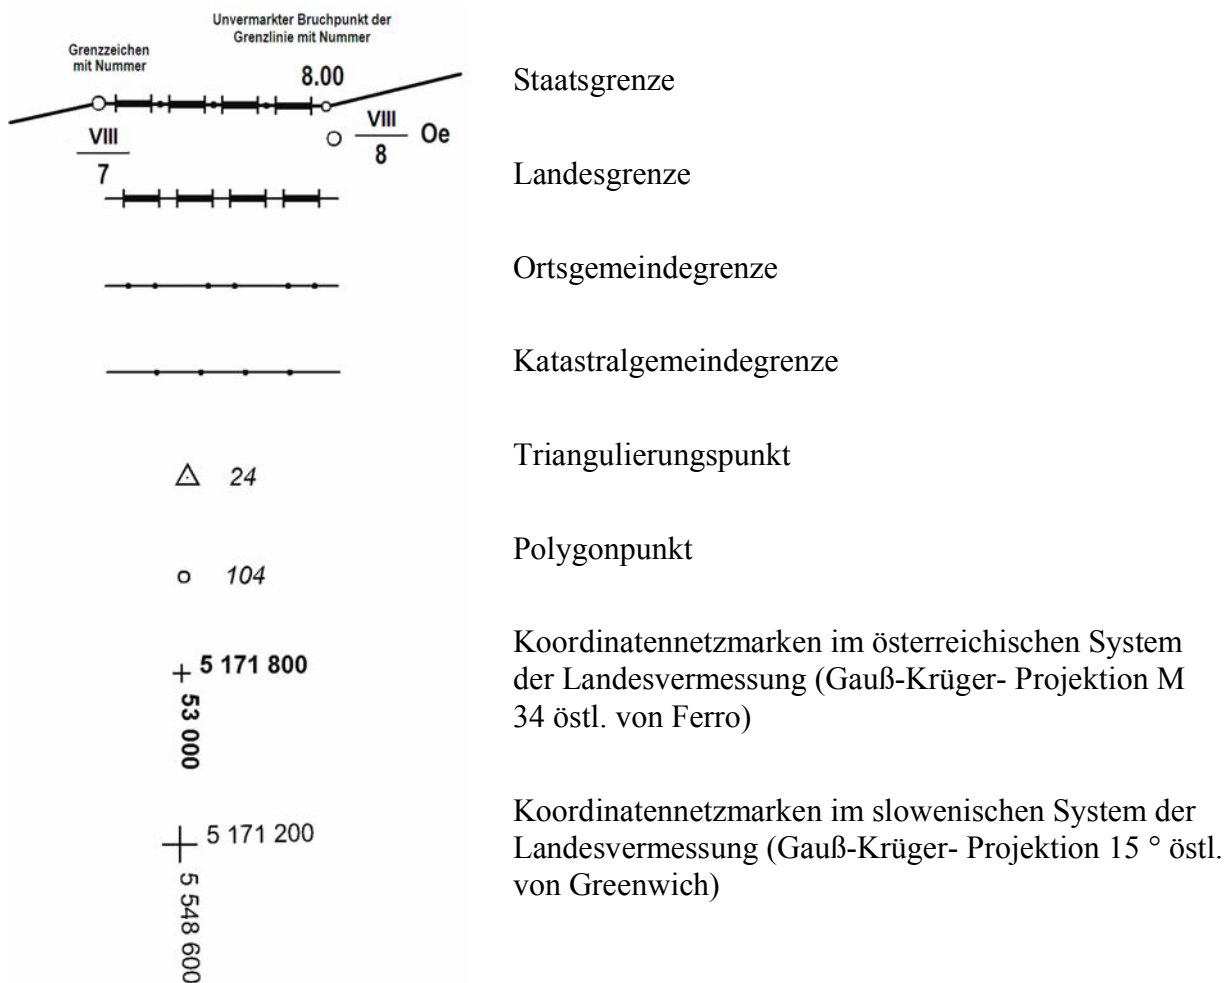 Unvermarkter Bruchpunkt der
Grenzlinie mit Nummer
Grenzzeichen
mit Nummer
8.00
Staatsgrenze
VIII
7
VIII
8
Oe
Landesgrenze
Ortsgemeindegrenze
Katastralgemeindegrenze
24
Triangulierungspunkt
104
Polygonpunkt
5 171 800
53 000
Koordinatennetzmarken im österreichischen System
der Landesvermessung (Gauß-Krüger- Projektion M
34 östl. von Ferro)
5 171 200
5 548 600
Koordinatennetzmarken im slowenischen System der
Landesvermessung (Gauß-Krüger- Projektion 15 ° östl.
von Greenwich)